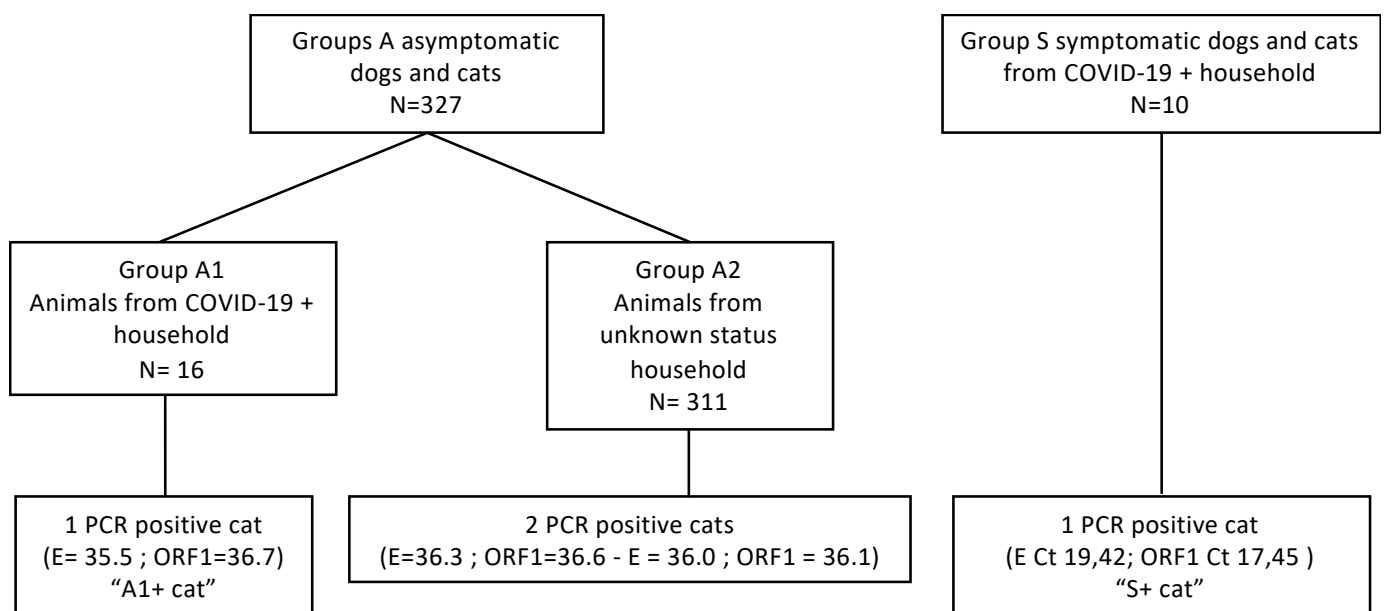 Groups A asymptomatic
dogs and cats
N=327
Group S symptomatic dogs and cats
from COVID-19 + household
N=10
Group A1
Animals from COVID-19 +
household
N= 16
Group A2
Animals from
unknown status
household
N= 311
1 PCR positive cat
(E= 35.5 ; ORF1=36.7)
“A1+ cat”
2 PCR positive cats
(E=36.3 ; ORF1=36.6 - E = 36.0 ; ORF1 = 36.1)
1 PCR positive cat
(E Ct 19,42; ORF1 Ct 17,45 )
“S+ cat”